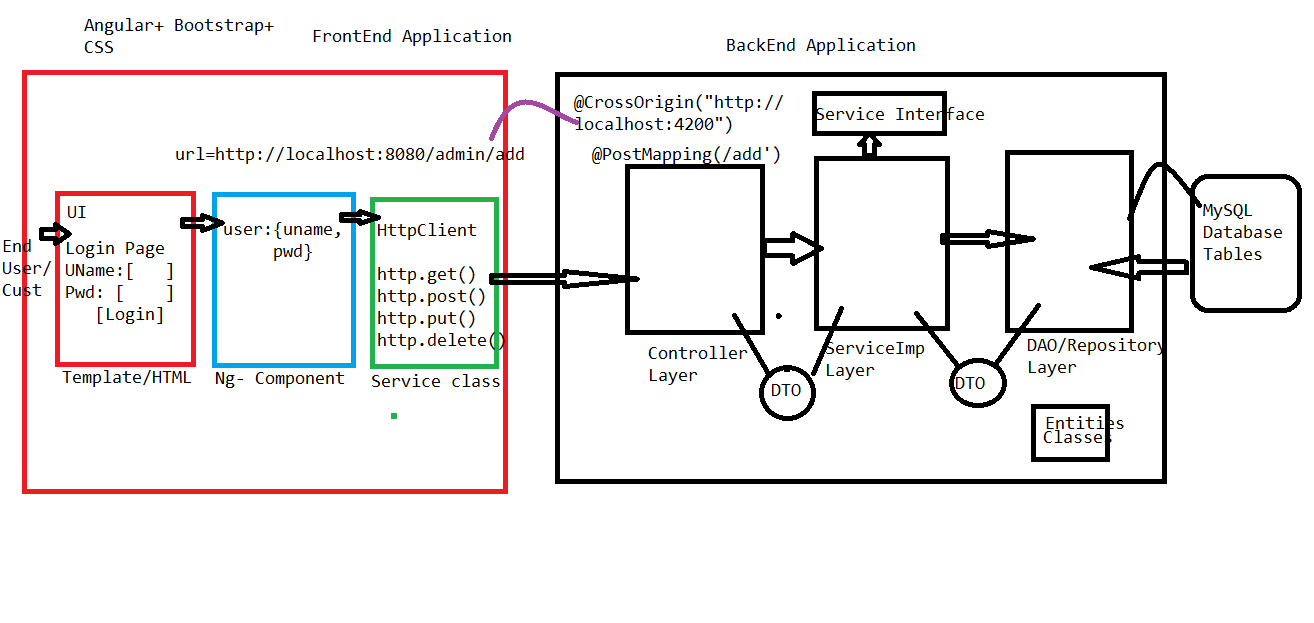 Angular+ Bootstrap+
CSS
FrontEnd Application
BackEnd Application
@CrossOrigin("http://
localhost:4200")
@PostMapping(/add')
Service Interface
url=http://localhost:8080/admin/add
End
User/
Cust
UI
Login Page
UName:[   ]
Pwd: [    ]
[Login]
Template/HTML
user:{uname,
pwd}
Ng- Component
HttpClient
http.get()
http.post()
http.put()
http.delete()
Service class
Controller
Layer
DTO
ServiceImp
Layer
DTO
DAO/Repository
Layer
Entities
Classes
MySQL
Database
Tables